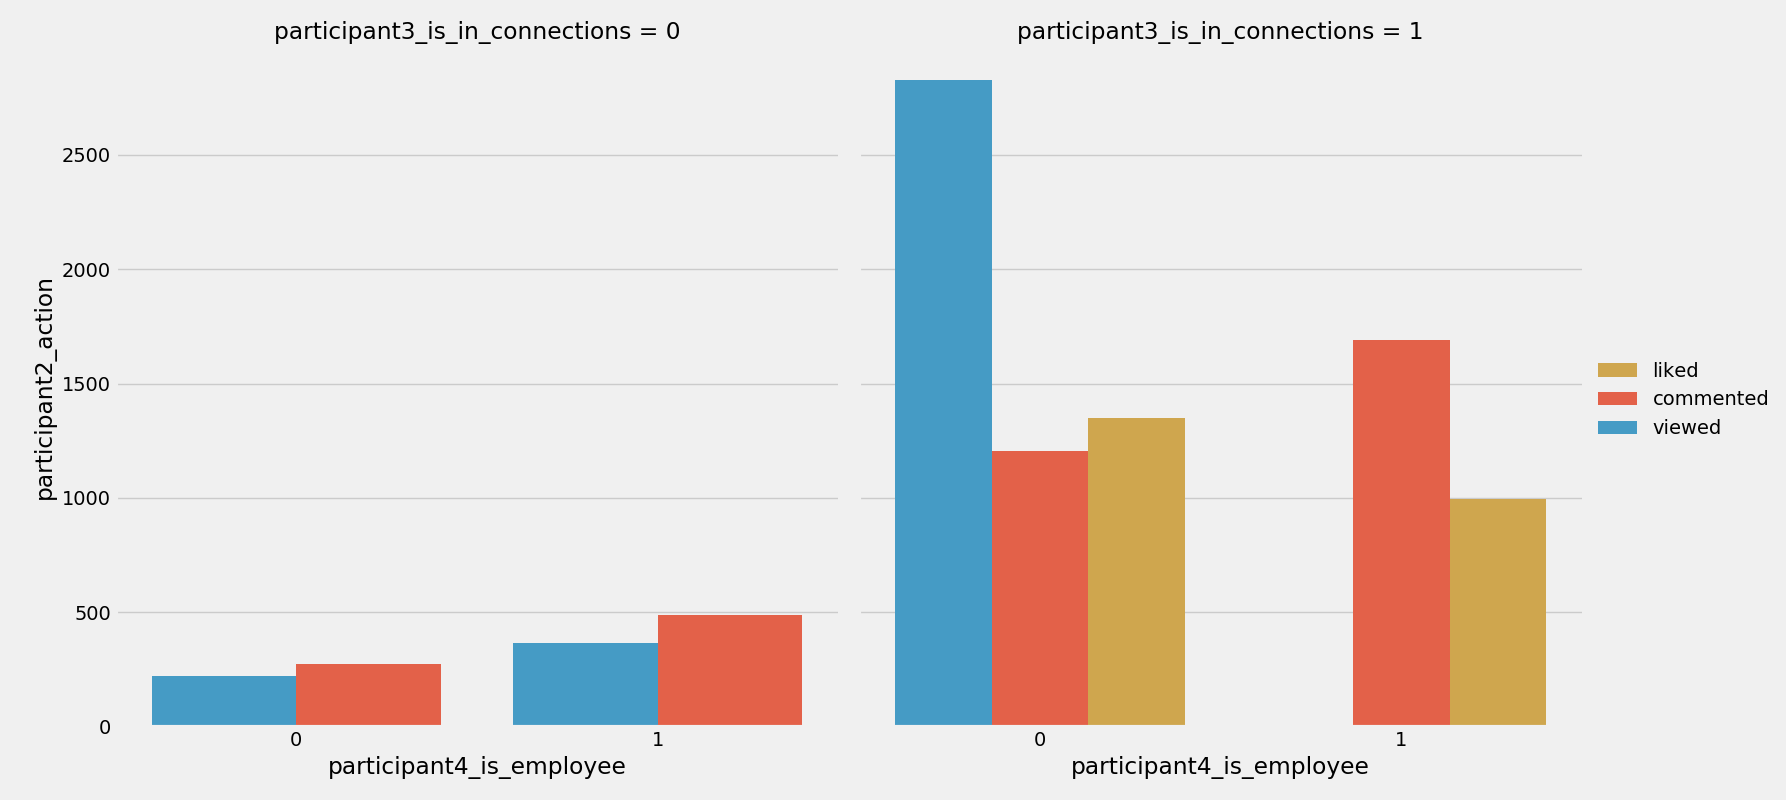 participant3_is_in_connections = 0
participant3_is_in_connections = 1
participant2_action
2500
2000
1500
1000
500
0
0 1
participant4_is_employee
0 1
participant4_is_employee
liked
commented
viewed